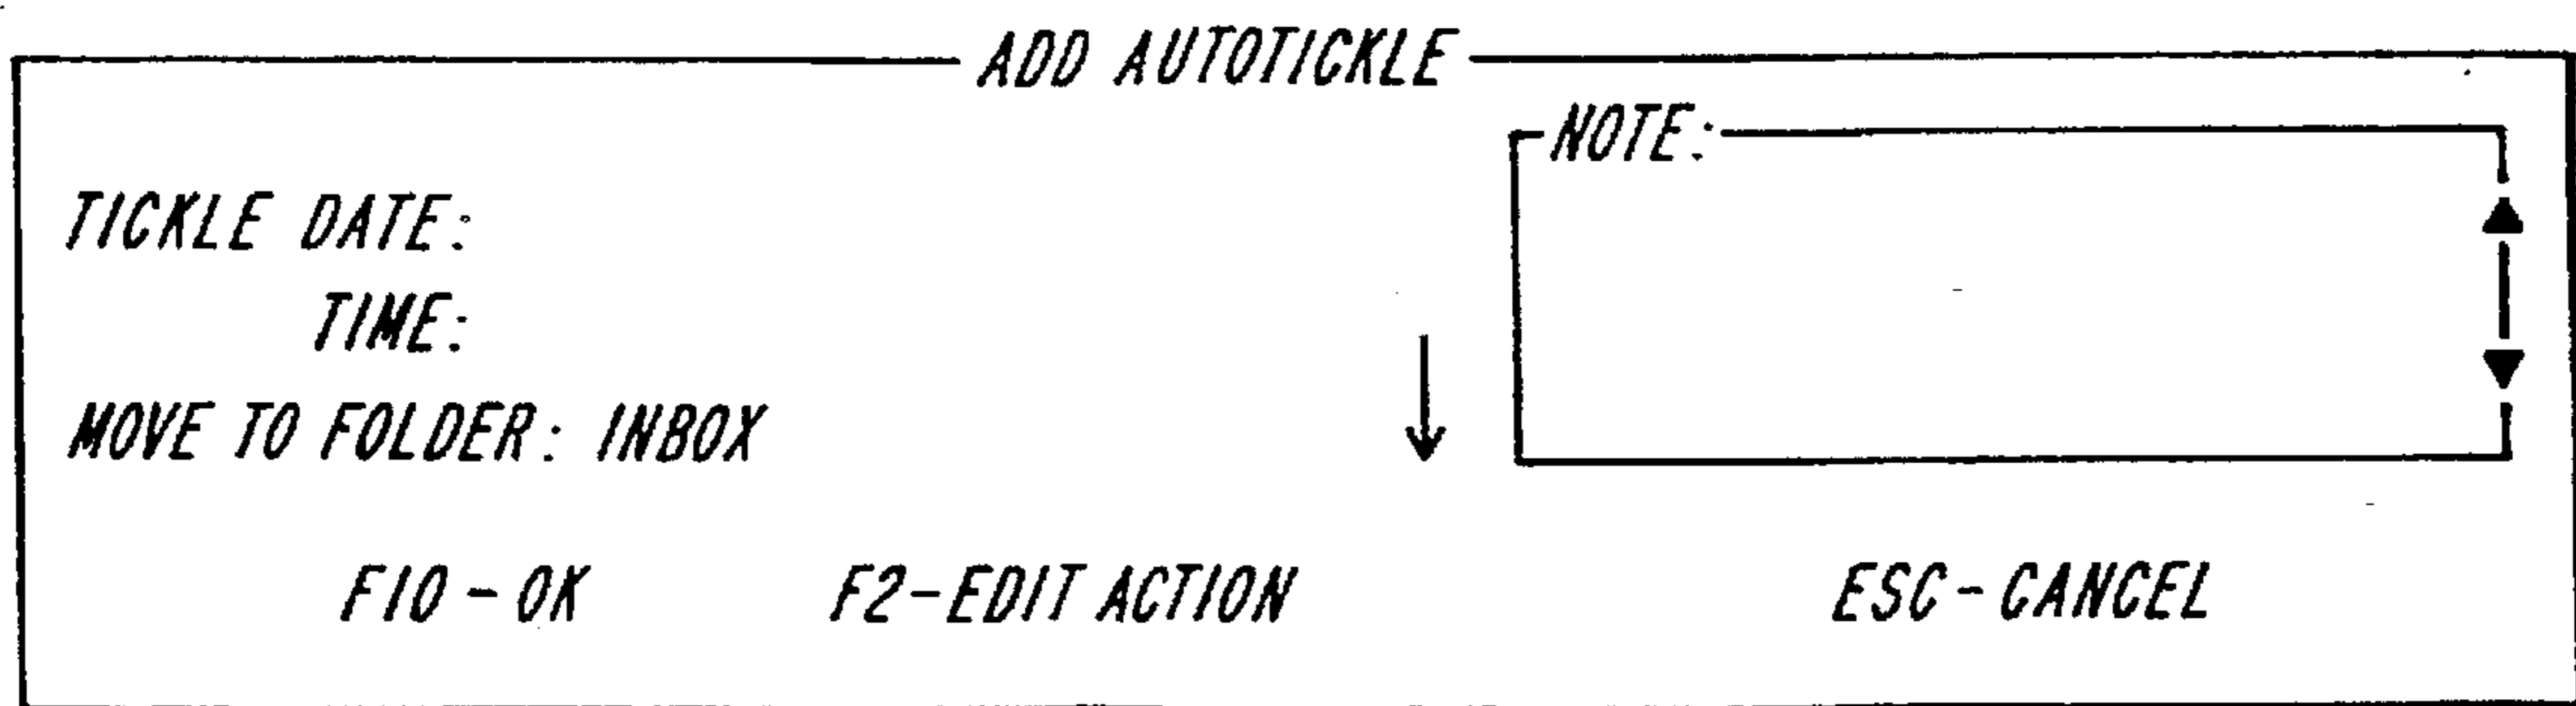 ADD AUTOTICKLE
NOTE:
TICKLE DATE:
TIME:
MOVE TO FOLDER: INBOX
F10-OK F2-EDIT ACTION ESC-CANCEL